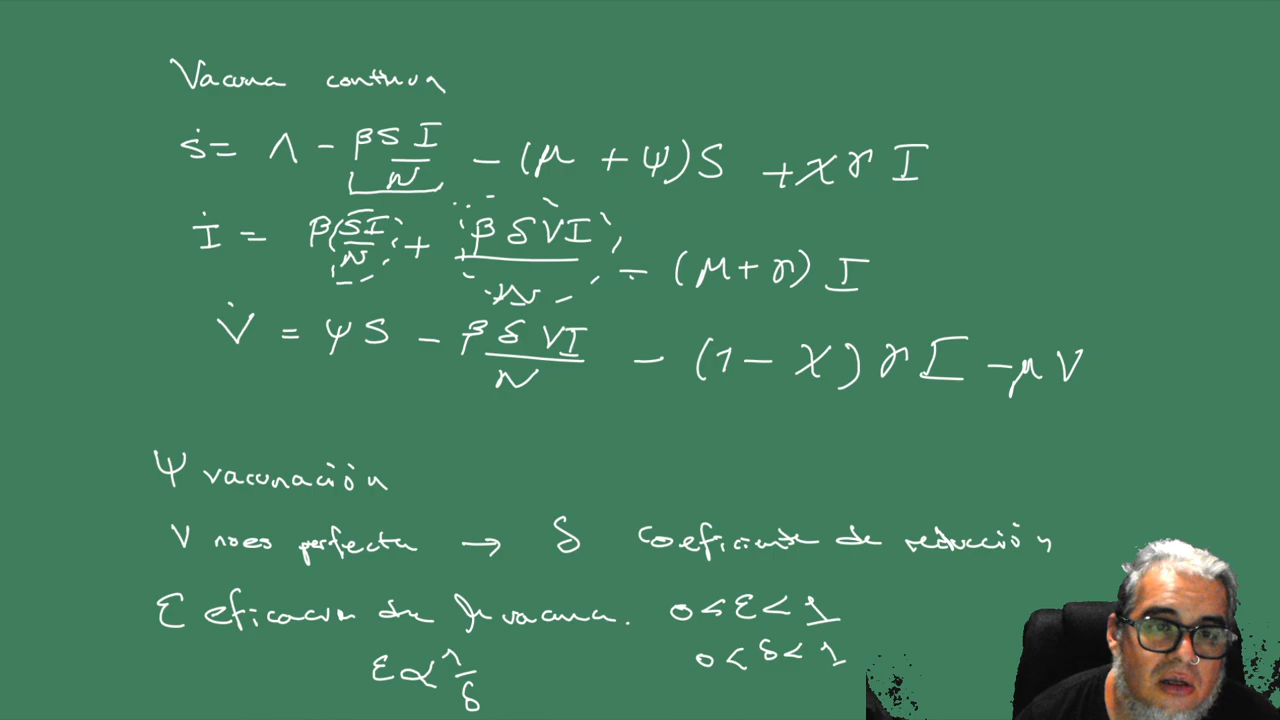 Vacuna continua
Ṡ = Λ - βSI/N - (μ + ψ)S + χγI
İ = βSI/N + βδVI/N - (μ + γ)I
V̇ = ψS - βδVI/N - (1 - χ)γI - μV
ψ vacunación
V no es perfecta → δ coeficiente de reducción
ε eficacia de la vacuna. 0 < ε < 1
ε ∝ 1/δ 0 < δ < 1